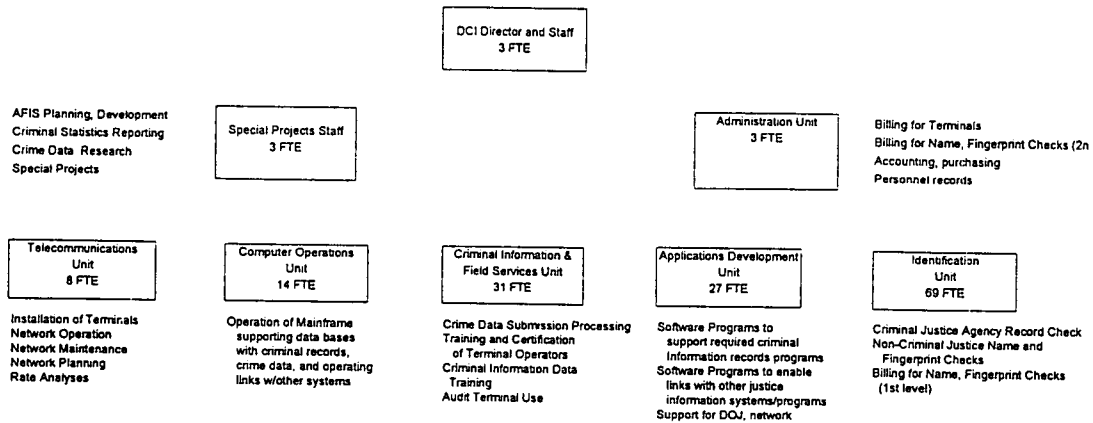 DCI Director and Staff
3 FTE
AFIS Planning, Development
Criminal Statistics Reporting
Crime Data Research
Special Projects
Special Projects Staff
3 FTE
Administration Unit
3 FTE
Billing for Terminals
Billing for Name, Fingerprint Checks (2n
Accounting, purchasing
Personnel records
Telecommunications
Unit
8 FTE
Installation of Terminals
Network Operation
Network Maintenance
Network Planning
Rate Analyses
Computer Operations
Unit
14 FTE
Operation of Mainframe
supporting data bases
with criminal records,
crime data, and operating
links w/other systems
Criminal Information &
Field Services Unit
31 FTE
Crime Data Submission Processing
Training and Certification
of Terminal Operators
Criminal Information Data
Training
Audit Terminal Use
Applications Development
Unit
27 FTE
Software Programs to
support required criminal
Information records programs
Software Programs to enable
links with other justice
information systems/programs
Support for DOJ, network
Identification
Unit
69 FTE
Criminal Justice Agency Record Check
Non-Criminal Justice Name and
Fingerprint Checks
Billing for Name, Fingerprint Checks
(1st level)